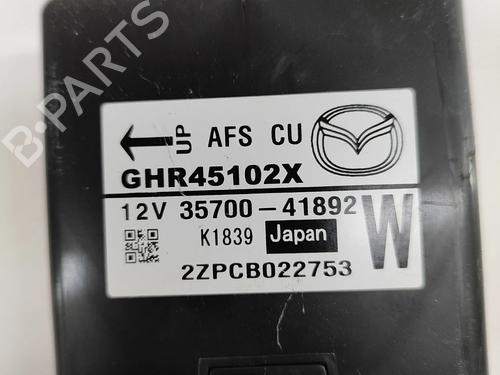 B-PARTS
UP AFS CU
GHR45102X
12V 35700-41892
K1839 Japan W
2ZPCB022753